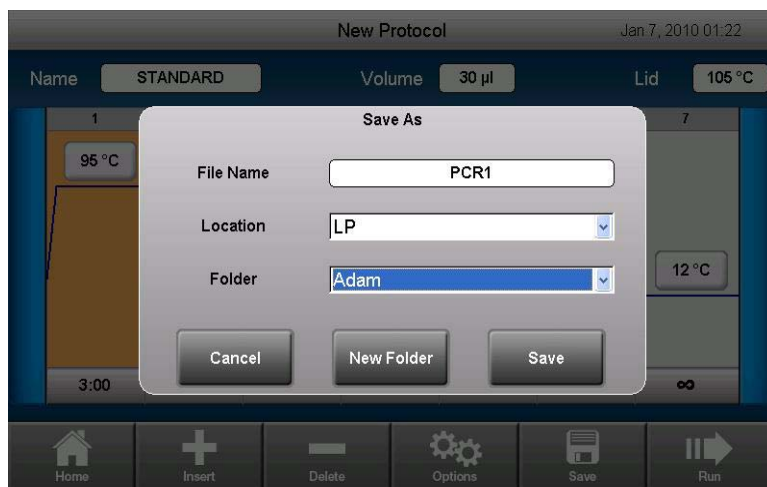 New Protocol Jan 7, 2010 01:22
Name STANDARD Volume 30 µl Lid 105 °C
1 Save As 7
95 °C
File Name PCR1
Location LP
Folder Adam
12 °C
Cancel New Folder Save
3:00 ∞
Home Insert Delete Options Save Run